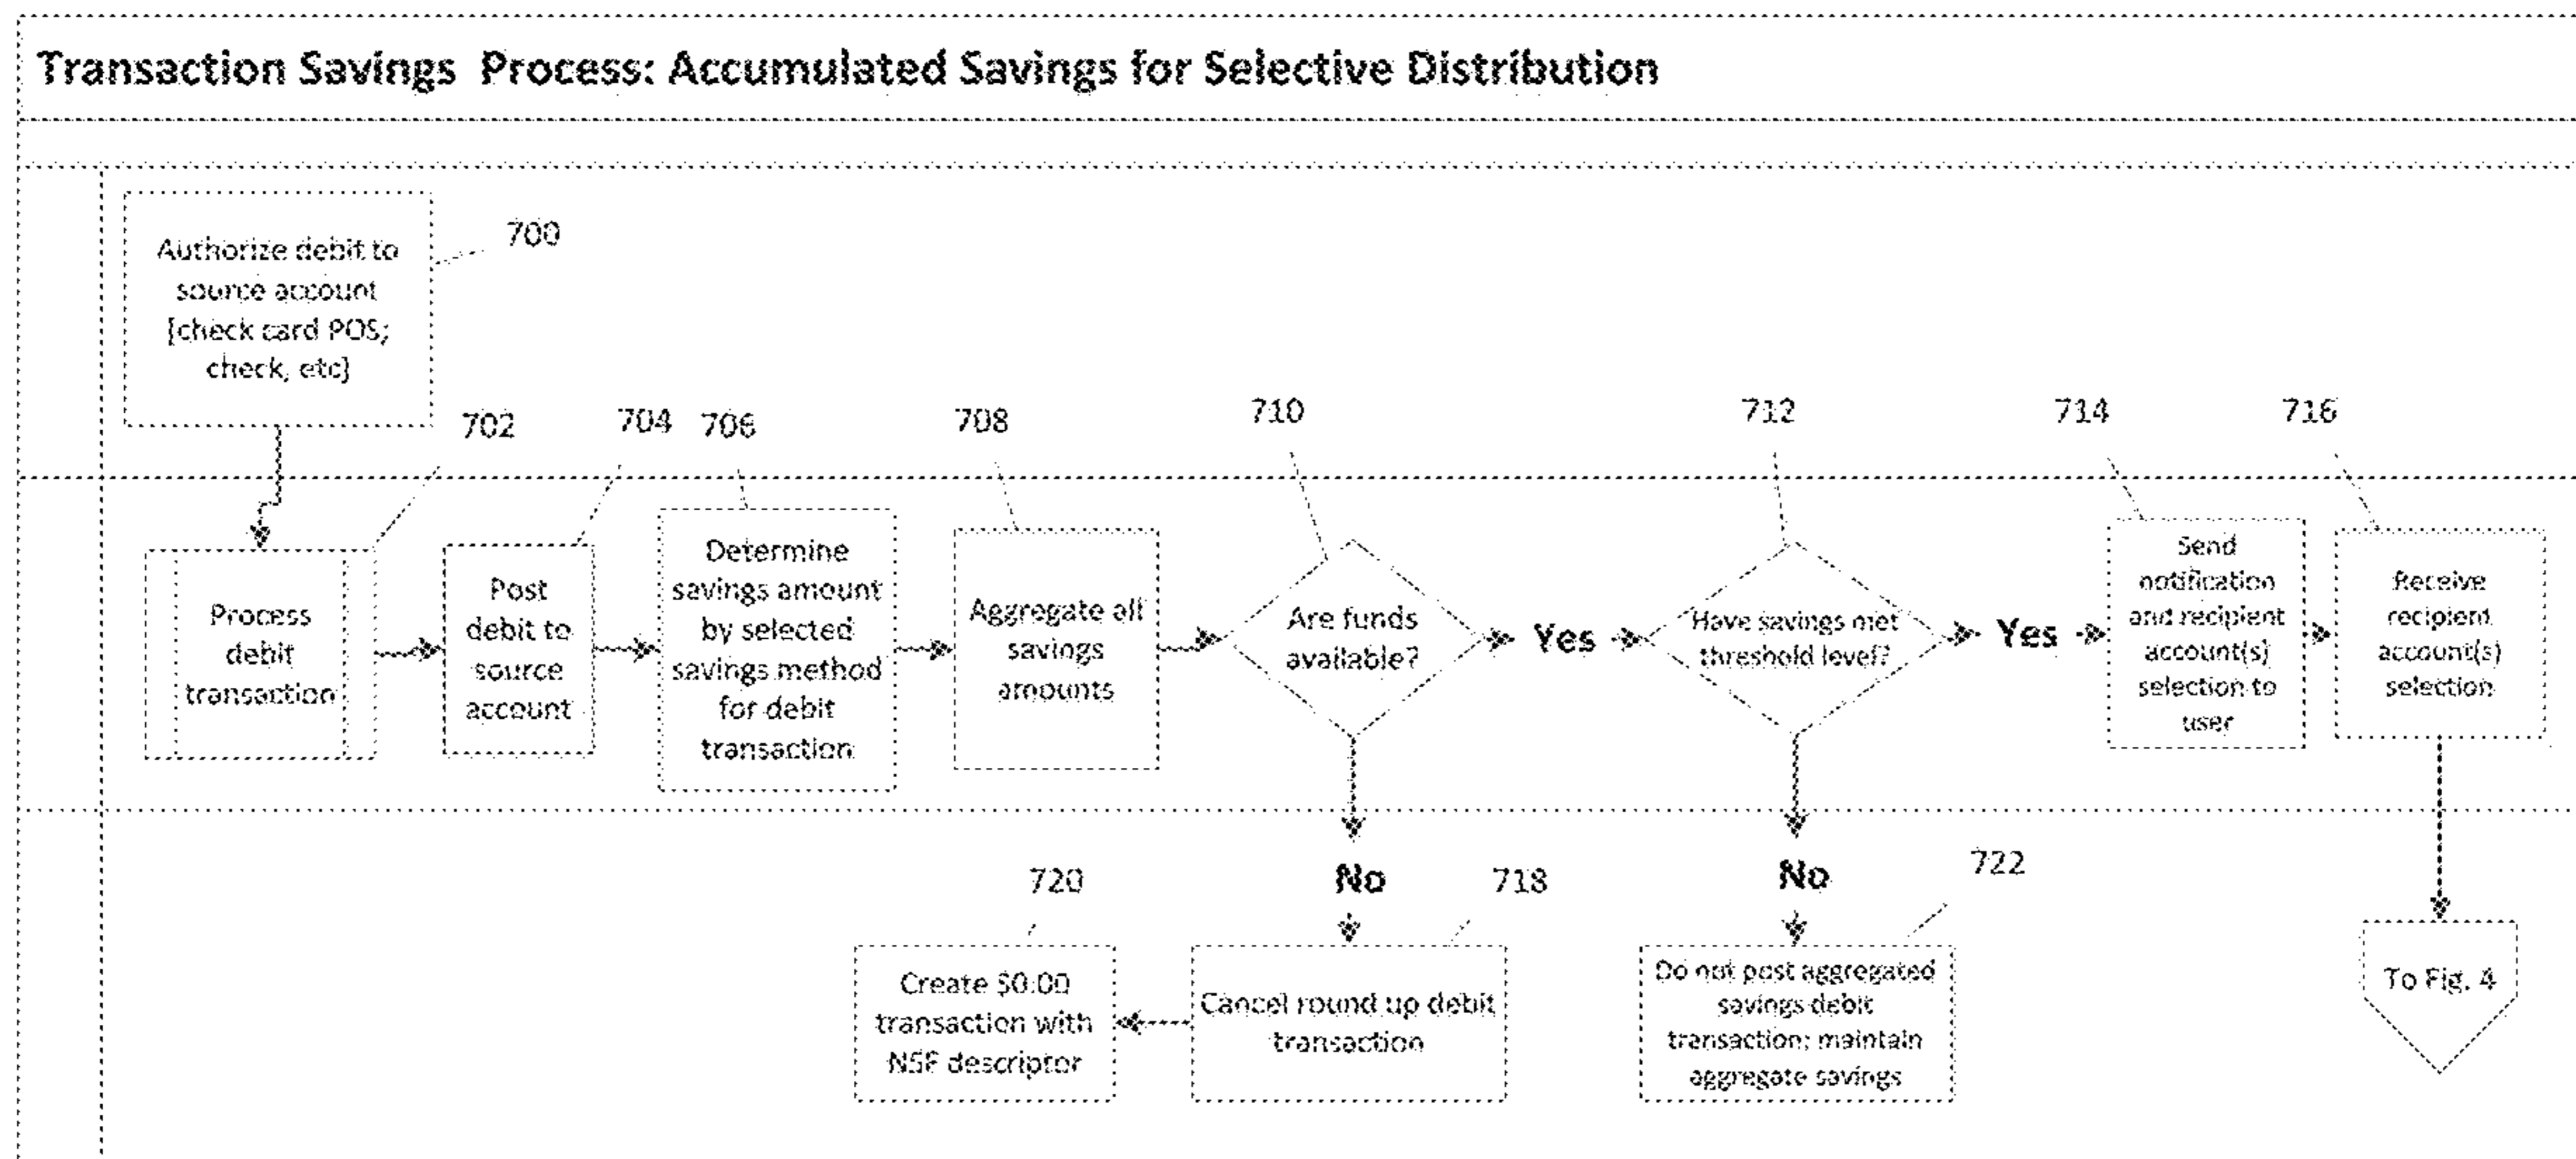 Transaction Savings Process: Accumulated Savings for Selective Distribution
Authorize debit to
source account
[check card POS;
check, etc]
700
702
704
706
708
710
712
714
716
Process
debit
transaction
Post
debit to
source
account
Determine
savings amount
by selected
savings method
for debit
transaction
Aggregate all
savings
amounts
Are funds
available?
Yes
Have savings met
threshold level?
Yes
Send
notification
and recipient
account(s)
selection to
user
Receive
recipient
account(s)
selection
No
No
720
718
722
Create $0.00
transaction with
NSF descriptor
Cancel round up debit
transaction
Do not post aggregated
savings debit
transaction; maintain
aggregate savings
To Fig. 4